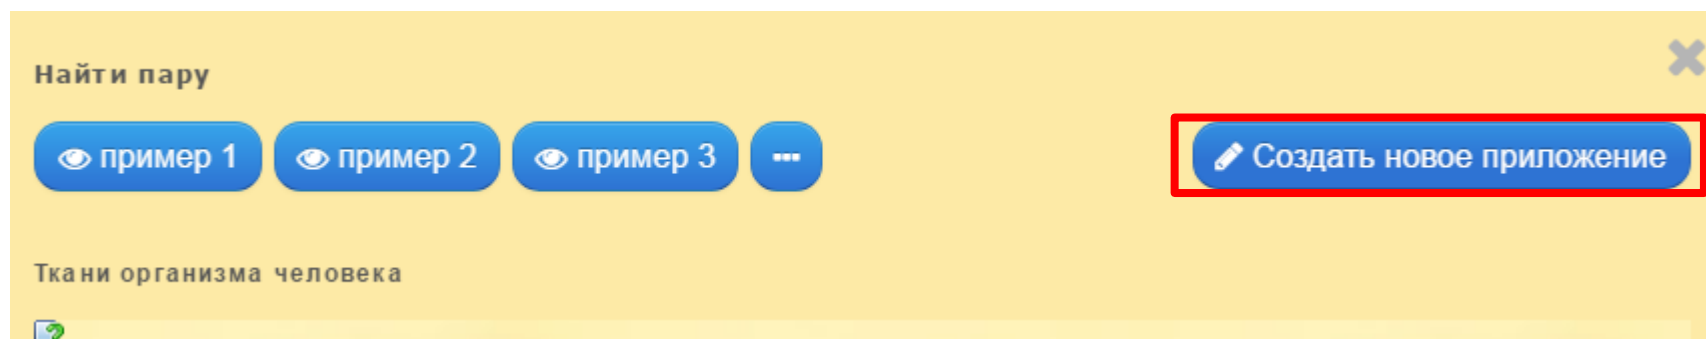 Найти пару
пример 1 пример 2 пример 3 ... Создать новое приложение
Ткани организма человека